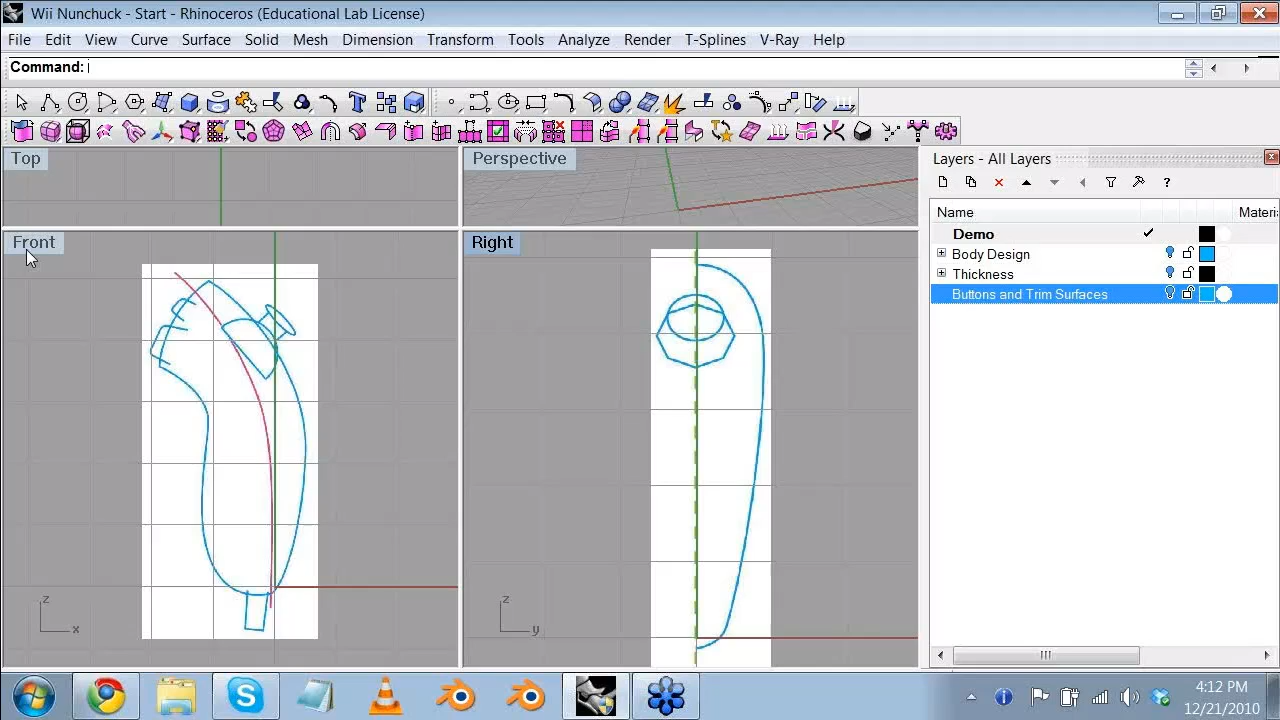 Wii Nunchuck - Start - Rhinoceros (Educational Lab License)
File Edit View Curve Surface Solid Mesh Dimension Transform Tools Analyze Render T-Splines V-Ray Help
Command:
Top
Perspective
Front
Right
z
x
z
y
Layers - All Layers
?
Name Materi
Demo
Body Design
Thickness
Buttons and Trim Surfaces
4:12 PM
12/21/2010